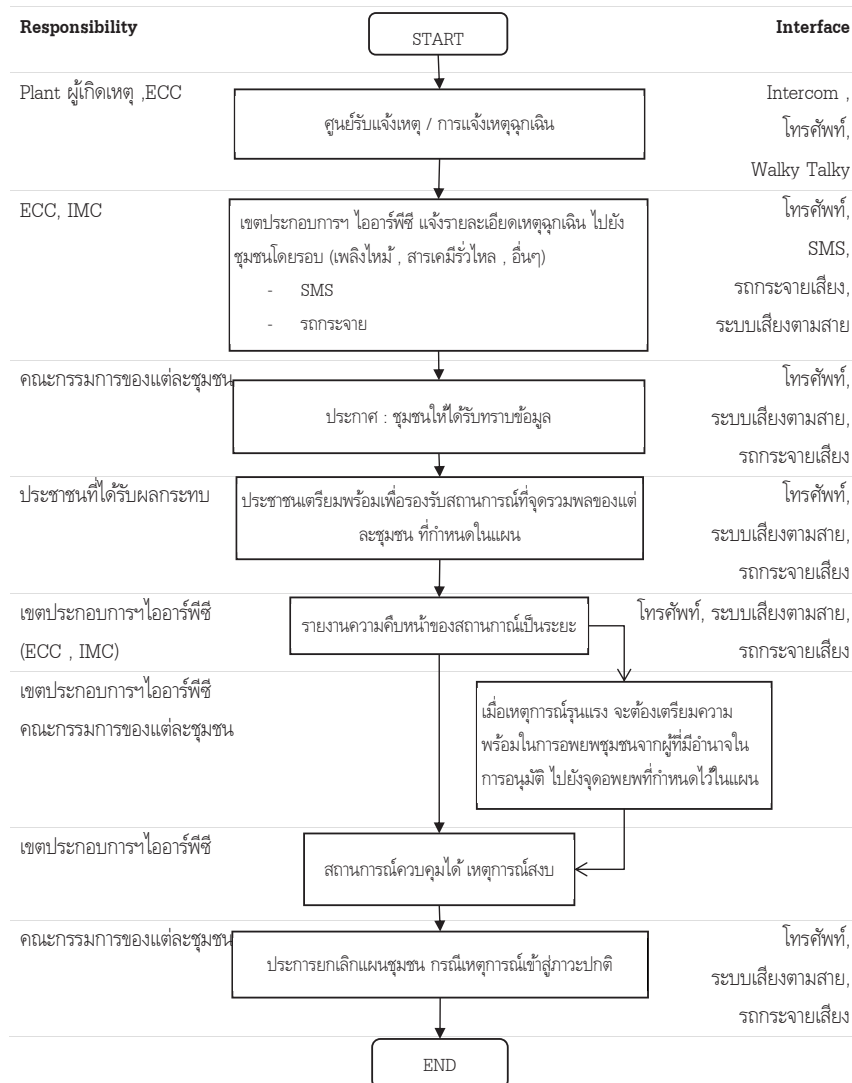 Responsibility
START
Interface
Plant ผู้เกิดเหตุ ,ECC
ศูนย์รับแจ้งเหตุ / การแจ้งเหตุฉุกเฉิน
Intercom ,
โทรศัพท์,
Walky Talky
ECC, IMC
เขตประกอบการฯ ไออาร์พีซี แจ้งรายละเอียดเหตุฉุกเฉิน ไปยัง
ชุมชนโดยรอบ (เพลิงไหม้ , สารเคมีรั่วไหล , อื่นๆ)
- SMS
- รถกระจาย
โทรศัพท์,
SMS,
รถกระจายเสียง,
ระบบเสียงตามสาย
คณะกรรมการของแต่ละชุมชน
ประกาศ : ชุมชนให้ได้รับทราบข้อมูล
โทรศัพท์,
ระบบเสียงตามสาย,
รถกระจายเสียง
ประชาชนที่ได้รับผลกระทบ
ประชาชนเตรียมพร้อมเพื่อรองรับสถานการณ์ที่จุดรวมพลของแต่
ละชุมชน ที่กำหนดในแผน
โทรศัพท์,
ระบบเสียงตามสาย,
รถกระจายเสียง
เขตประกอบการฯไออาร์พีซี
(ECC , IMC)
รายงานความคืบหน้าของสถานกาณ์เป็นระยะ
โทรศัพท์, ระบบเสียงตามสาย,
รถกระจายเสียง
เขตประกอบการฯไออาร์พีซี
คณะกรรมการของแต่ละชุมชน
เมื่อเหตุการณ์รุนแรง จะต้องเตรียมความ
พร้อมในการอพยพชุมชนจากผู้ที่มีอำนาจใน
การอนุมัติ ไปยังจุดอพยพที่กำหนดไว้ในแผน
เขตประกอบการฯไออาร์พีซี
สถานการณ์ควบคุมได้ เหตุการณ์สงบ
คณะกรรมการของแต่ละชุมชน
ประการยกเลิกแผนชุมชน กรณีเหตุการณ์เข้าสู่ภาวะปกติ
โทรศัพท์,
ระบบเสียงตามสาย,
รถกระจายเสียง
END